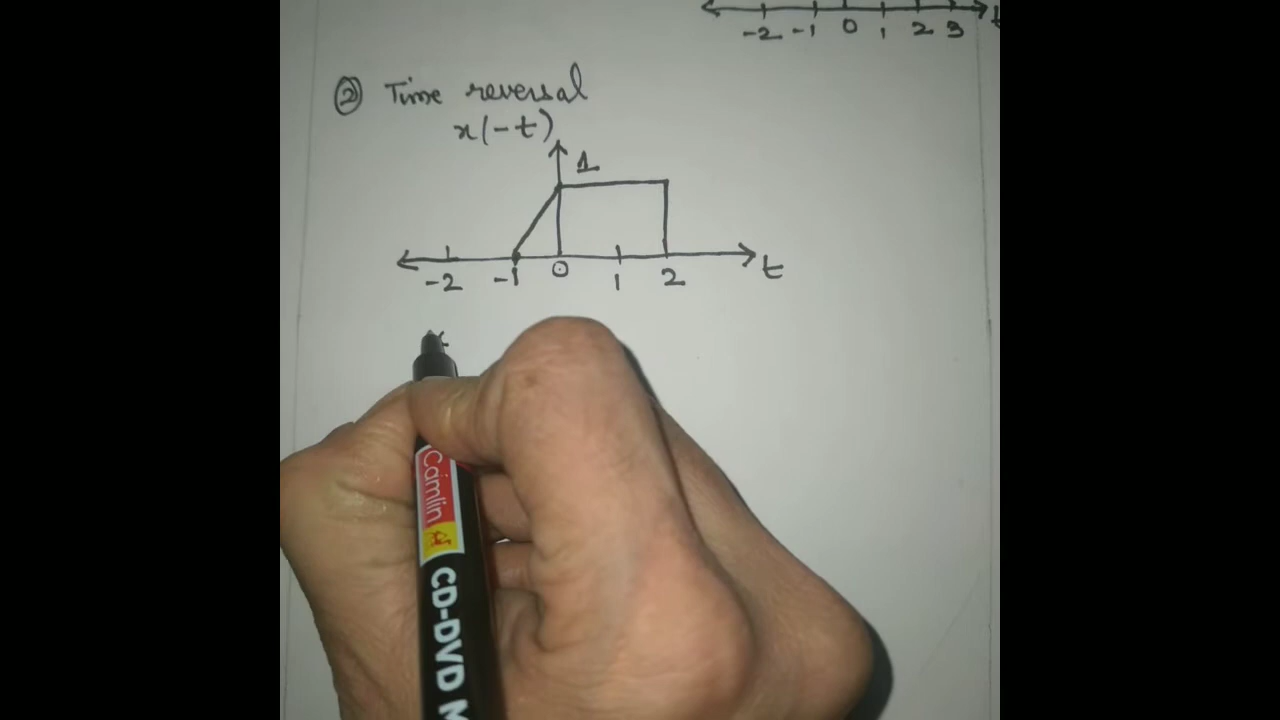 -2 -1 0 1 2 3 t
② Time reversal
x(-t)
1
-2 -1 0 1 2 t
Camlin
CD-DVD M